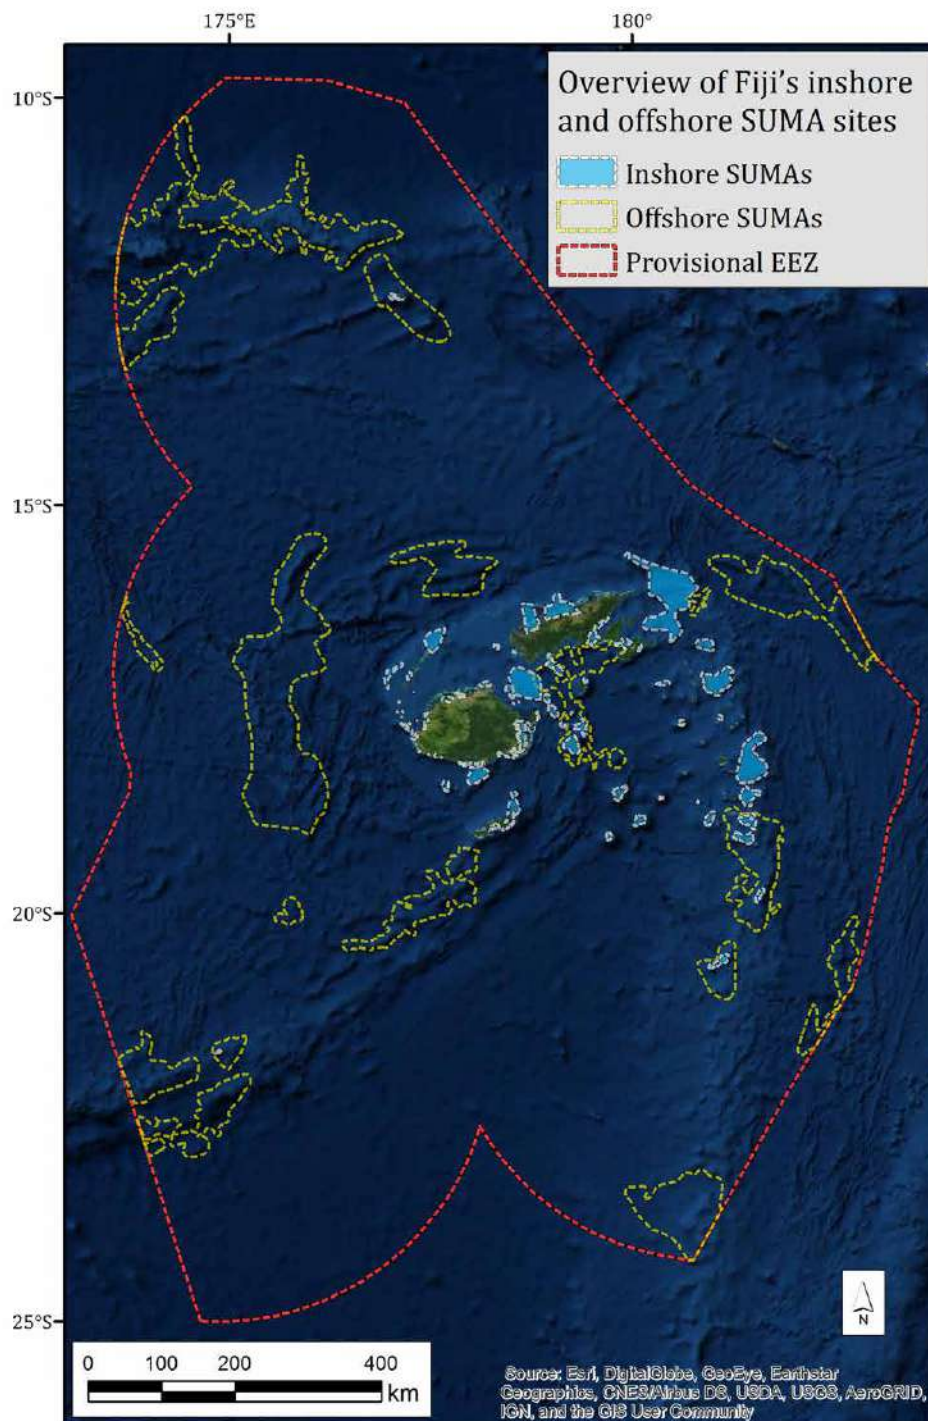 175°E 180°
10°S
15°S
20°S
25°S
Overview of Fiji's inshore
and offshore SUMA sites
Inshore SUMAs
Offshore SUMAs
Provisional EEZ
N
0 100 200 400
km
Source: Esri, DigitalGlobe, GeoEye, Earthstar
Geographics, CNES/Airbus DS, USDA, USGS, AeroGRID,
IGN, and the GIS User Community